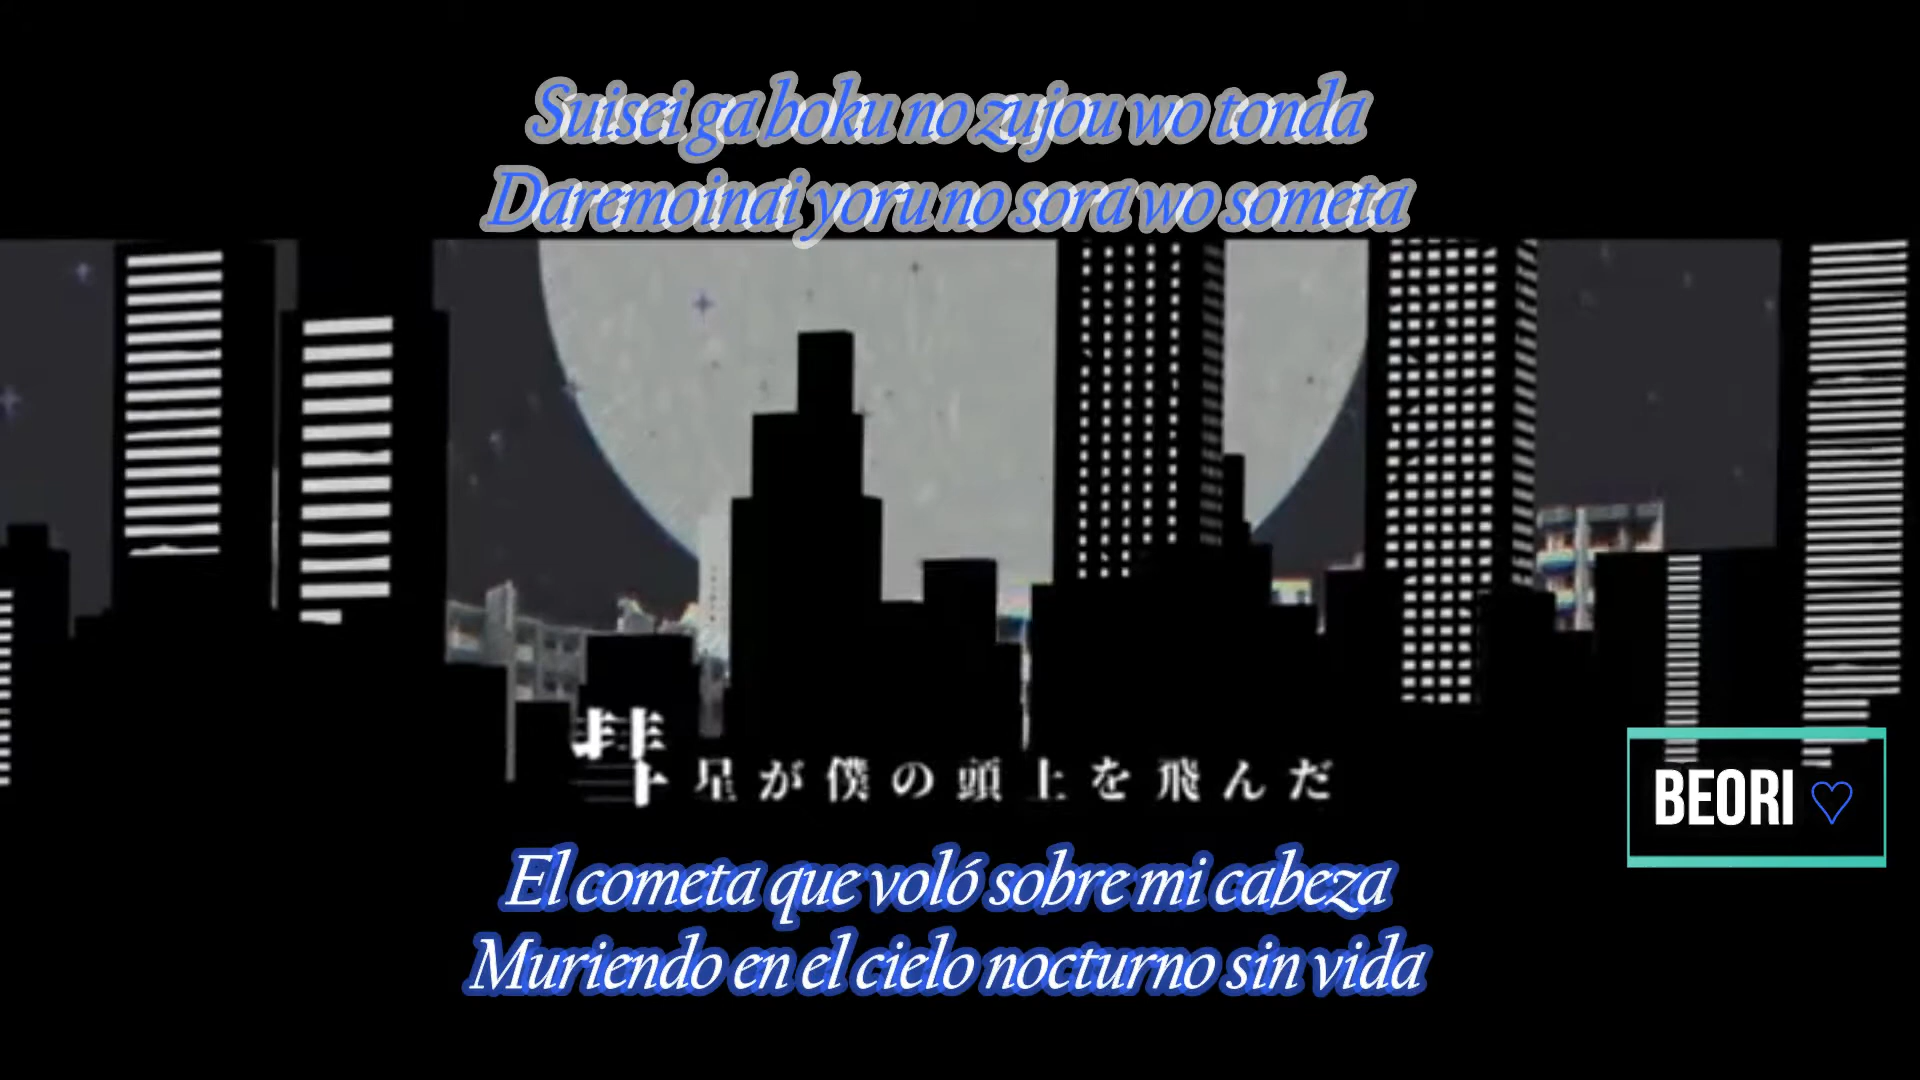 Suisei ga boku no zujou wo tonda
Daremoinai yoru no sora wo someta
彗星が僕の頭上を飛んだ
BEORI ♡
El cometa que voló sobre mi cabeza
Muriendo en el cielo nocturno sin vida